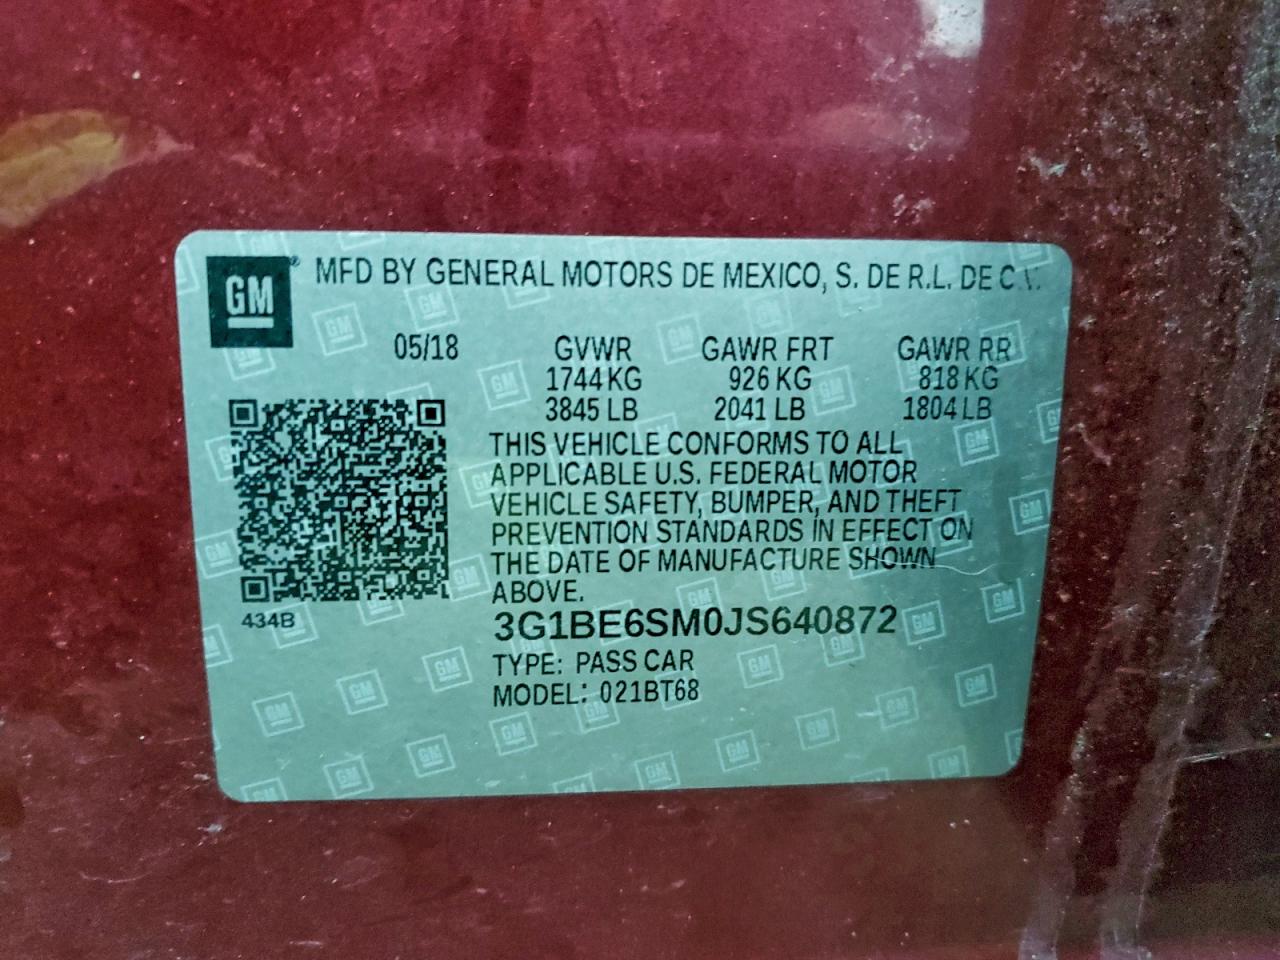 GM® MFD BY GENERAL MOTORS DE MEXICO, S. DE R.L. DE C.V.
05/18 GVWR GAWR FRT GAWR RR
1744 KG 926 KG 818 KG
3845 LB 2041 LB 1804 LB
THIS VEHICLE CONFORMS TO ALL
APPLICABLE U.S. FEDERAL MOTOR
VEHICLE SAFETY, BUMPER, AND THEFT
PREVENTION STANDARDS IN EFFECT ON
THE DATE OF MANUFACTURE SHOWN
ABOVE.
434B
3G1BE6SM0JS640872
TYPE: PASS CAR
MODEL: 021BT68